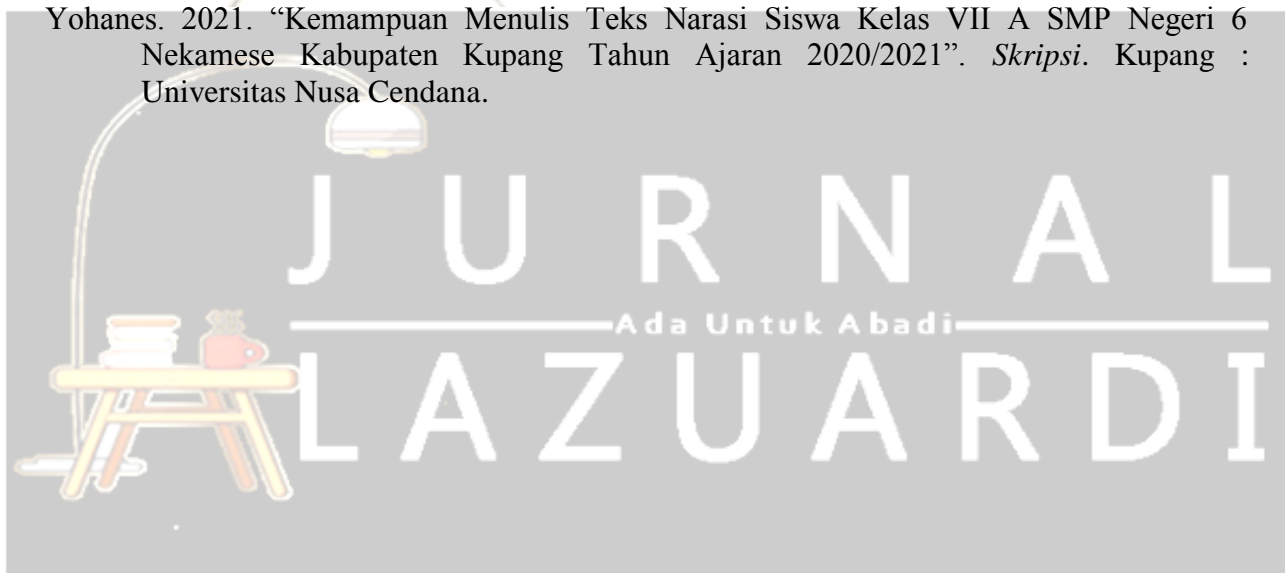 Yohanes. 2021. “Kemampuan Menulis Teks Narasi Siswa Kelas VII A SMP Negeri 6
Nekamese Kabupaten Kupang Tahun Ajaran 2020/2021”. Skripsi. Kupang :
Universitas Nusa Cendana.
JURNAL
Ada Untuk Abadi
LAZUARDI